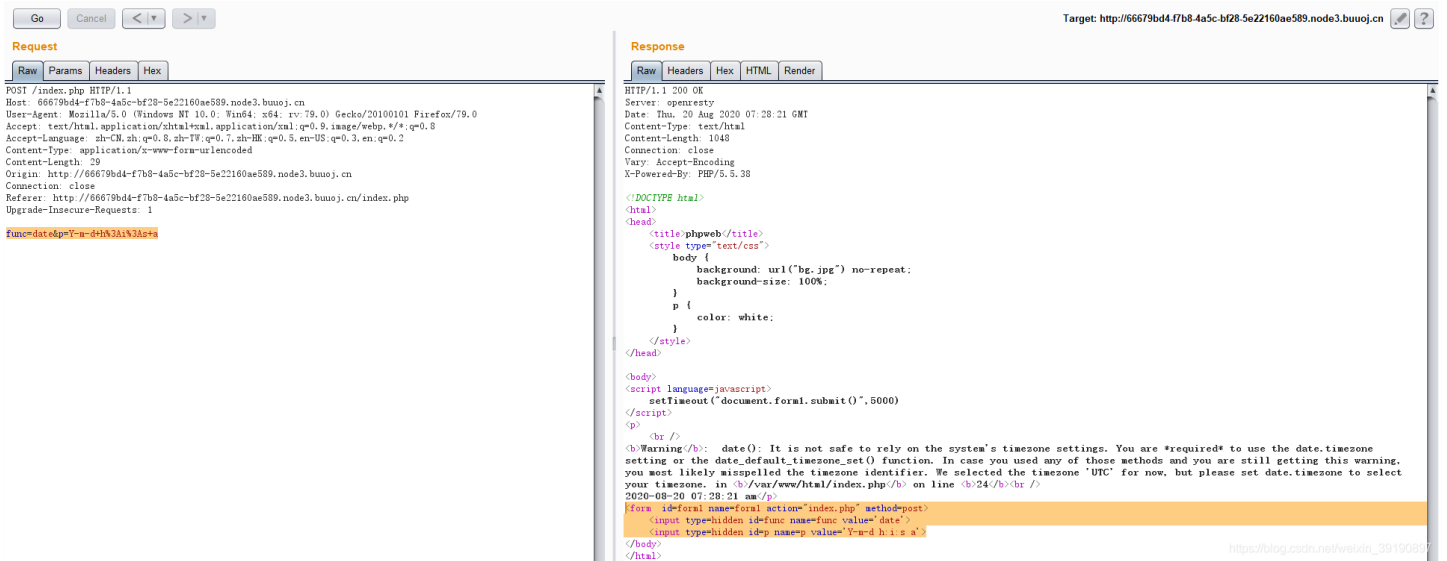 Go
Cancel
<
>
Target: http://66679bd4-f7b8-4a5c-bf28-5e22160ae589.node3.buuoj.cn
?
Request
Raw
Params
Headers
Hex
POST /index.php HTTP/1.1
Host: 66679bd4-f7b8-4a5c-bf28-5e22160ae589.node3.buuoj.cn
User-Agent: Mozilla/5.0 (Windows NT 10.0; Win64; x64; rv:79.0) Gecko/20100101 Firefox/79.0
Accept: text/html,application/xhtml+xml,application/xml;q=0.9,image/webp,*/*;q=0.8
Accept-Language: zh-CN,zh;q=0.8,zh-TW;q=0.7,zh-HK;q=0.5,en-US;q=0.3,en;q=0.2
Content-Type: application/x-www-form-urlencoded
Content-Length: 29
Origin: http://66679bd4-f7b8-4a5c-bf28-5e22160ae589.node3.buuoj.cn
Connection: close
Referer: http://66679bd4-f7b8-4a5c-bf28-5e22160ae589.node3.buuoj.cn/index.php
Upgrade-Insecure-Requests: 1
func=date&p=Y-m-d+h%3Ai%3As+a
Response
Raw
Headers
Hex
HTML
Render
HTTP/1.1 200 OK
Server: openresty
Date: Thu, 20 Aug 2020 07:28:21 GMT
Content-Type: text/html
Content-Length: 1048
Connection: close
Vary: Accept-Encoding
X-Powered-By: PHP/5.5.38
<!DOCTYPE html>
<html>
<head>
<title>phpweb</title>
<style type="text/css">
body {
background: url("bg.jpg") no-repeat;
background-size: 100%;
}
p {
color: white;
}
</style>
</head>
<body>
<script language=javascript>
setTimeout("document.form1.submit()",5000)
</script>
<p>
<br />
<b>Warning</b>:  date(): It is not safe to rely on the system's timezone settings. You are *required* to use the date.timezone
setting or the date_default_timezone_set() function. In case you used any of those methods and you are still getting this warning,
you most likely misspelled the timezone identifier. We selected the timezone 'UTC' for now, but please set date.timezone to select
your timezone. in <b>/var/www/html/index.php</b> on line <b>24</b><br />
2020-08-20 07:28:21 am</p>
<form  id=form1 name=form1 action="index.php" method=post>
<input type=hidden id=func name=func value='date'>
<input type=hidden id=p name=p value='Y-m-d h:i:s a'>
</body>
</html>
https://blog.csdn.net/weixin_39190897